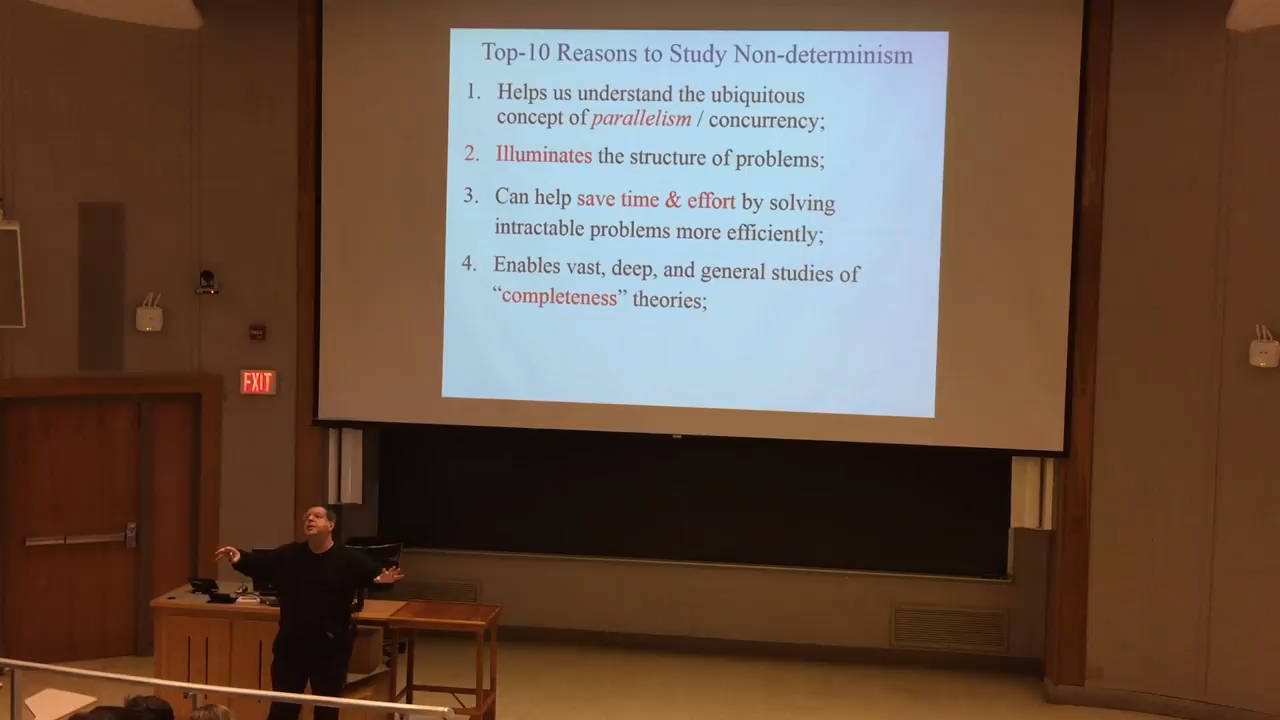 Top-10 Reasons to Study Non-determinism
1. Helps us understand the ubiquitous
concept of parallelism / concurrency;
2. Illuminates the structure of problems;
3. Can help save time & effort by solving
intractable problems more efficiently;
4. Enables vast, deep, and general studies of
“completeness” theories;
EXIT